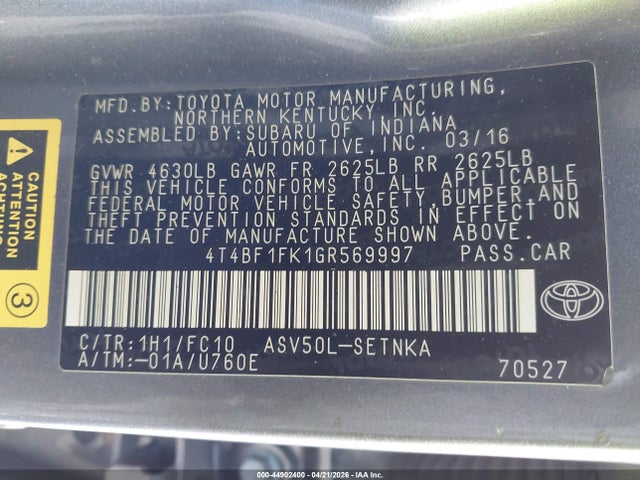 MFD.BY:TOYOTA MOTOR MANUFACTURING,
NORTHERN KENTUCKY, INC.
ASSEMBLED BY:SUBARU OF INDIANA
AUTOMOTIVE, INC. 03/16
GVWR 4630LB GAWR FR 2625LB RR 2625LB
THIS VEHICLE CONFORMS TO ALL APPLICABLE
FEDERAL MOTOR VEHICLE SAFETY,BUMPER,AND
THEFT PREVENTION STANDARDS IN EFFECT ON
THE DATE OF MANUFACTURE SHOWN ABOVE.
4T4BF1FK1GR569997 PASS.CAR
C/TR:1H1/FC10 ASV50L-SETNKA
A/TM:-01A/U760E
70527
CAUTION
ATTENTION
3
000-44902400 - 04/21/2026 - IAA Inc.